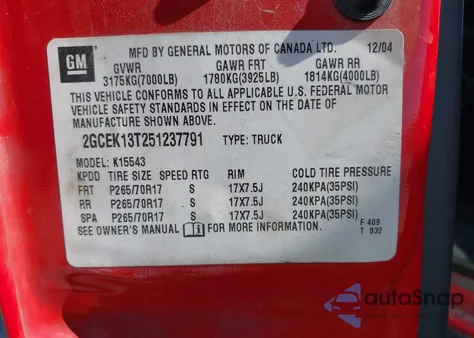 GM
MFD BY GENERAL MOTORS OF CANADA LTD. 12/04
GVWR GAWR FRT GAWR RR
3175KG(7000LB) 1780KG(3925LB) 1814KG(4000LB)
THIS VEHICLE CONFORMS TO ALL APPLICABLE U.S. FEDERAL MOTOR
VEHICLE SAFETY STANDARDS IN EFFECT ON THE DATE OF
MANUFACTURE SHOWN ABOVE.
2GCEK13T251237791 TYPE: TRUCK
MODEL: K15543
KPDD TIRE SIZE SPEED RTG RIM COLD TIRE PRESSURE
FRT P265/70R17 S 17X7.5J 240KPA(35PSI)
RR P265/70R17 S 17X7.5J 240KPA(35PSI)
SPA P265/70R17 S 17X7.5J 240KPA(35PSI)
SEE OWNER'S MANUAL FOR MORE INFORMATION.
F 409
T 932
autoSnap